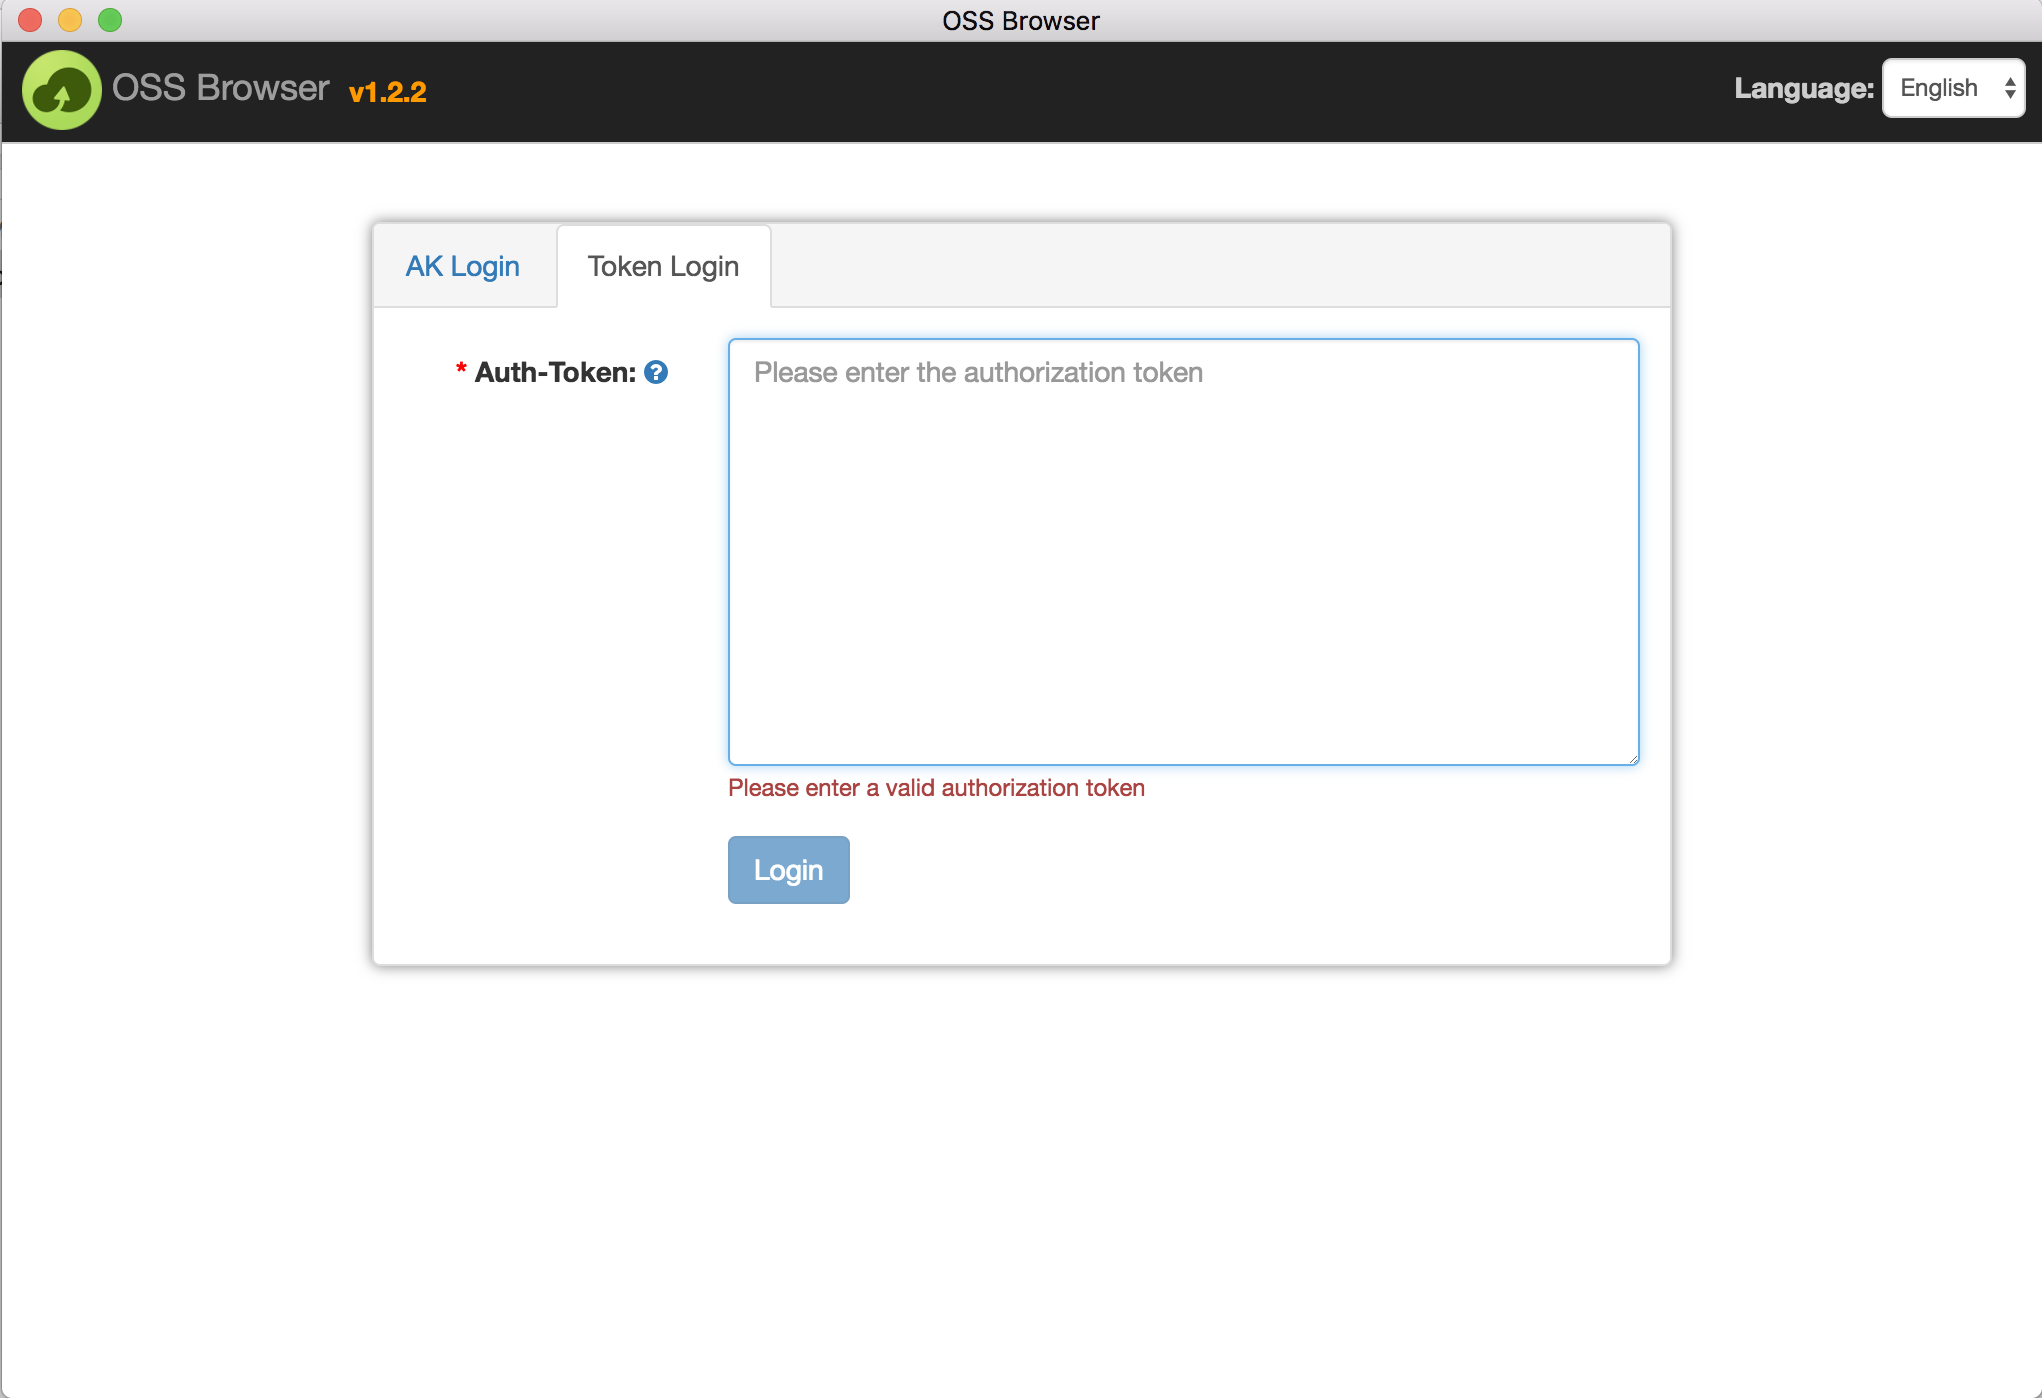 OSS Browser
OSS Browser v1.2.2
Language: English
AK Login Token Login
* Auth-Token: ?
Please enter the authorization token
Please enter a valid authorization token
Login